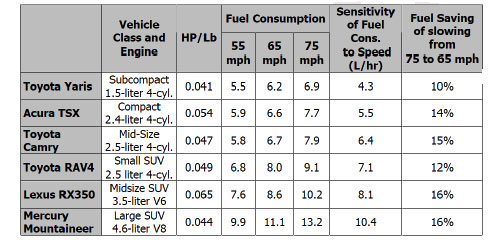 Vehicle Class and Engine | HP/Lb | Fuel Consumption | Sensitivity of Fuel Cons. to Speed (L/hr) | Fuel Saving of slowing from 75 to 65 mph
55 mph | 65 mph | 75 mph
Toyota Yaris | Subcompact 1.5-liter 4-cyl. | 0.041 | 5.5 | 6.2 | 6.9 | 4.3 | 10%
Acura TSX | Compact 2.4-liter 4-cyl. | 0.054 | 5.9 | 6.6 | 7.7 | 5.5 | 14%
Toyota Camry | Mid-Size 2.5-liter 4-cyl. | 0.047 | 5.8 | 6.7 | 7.9 | 6.4 | 15%
Toyota RAV4 | Small SUV 2.5 liter 4-cyl. | 0.049 | 6.8 | 8.0 | 9.1 | 7.1 | 12%
Lexus RX350 | Midsize SUV 3.5-liter V6 | 0.065 | 7.6 | 8.6 | 10.2 | 8.1 | 16%
Mercury Mountaineer | Large SUV 4.6-liter V8 | 0.044 | 9.9 | 11.1 | 13.2 | 10.4 | 16%